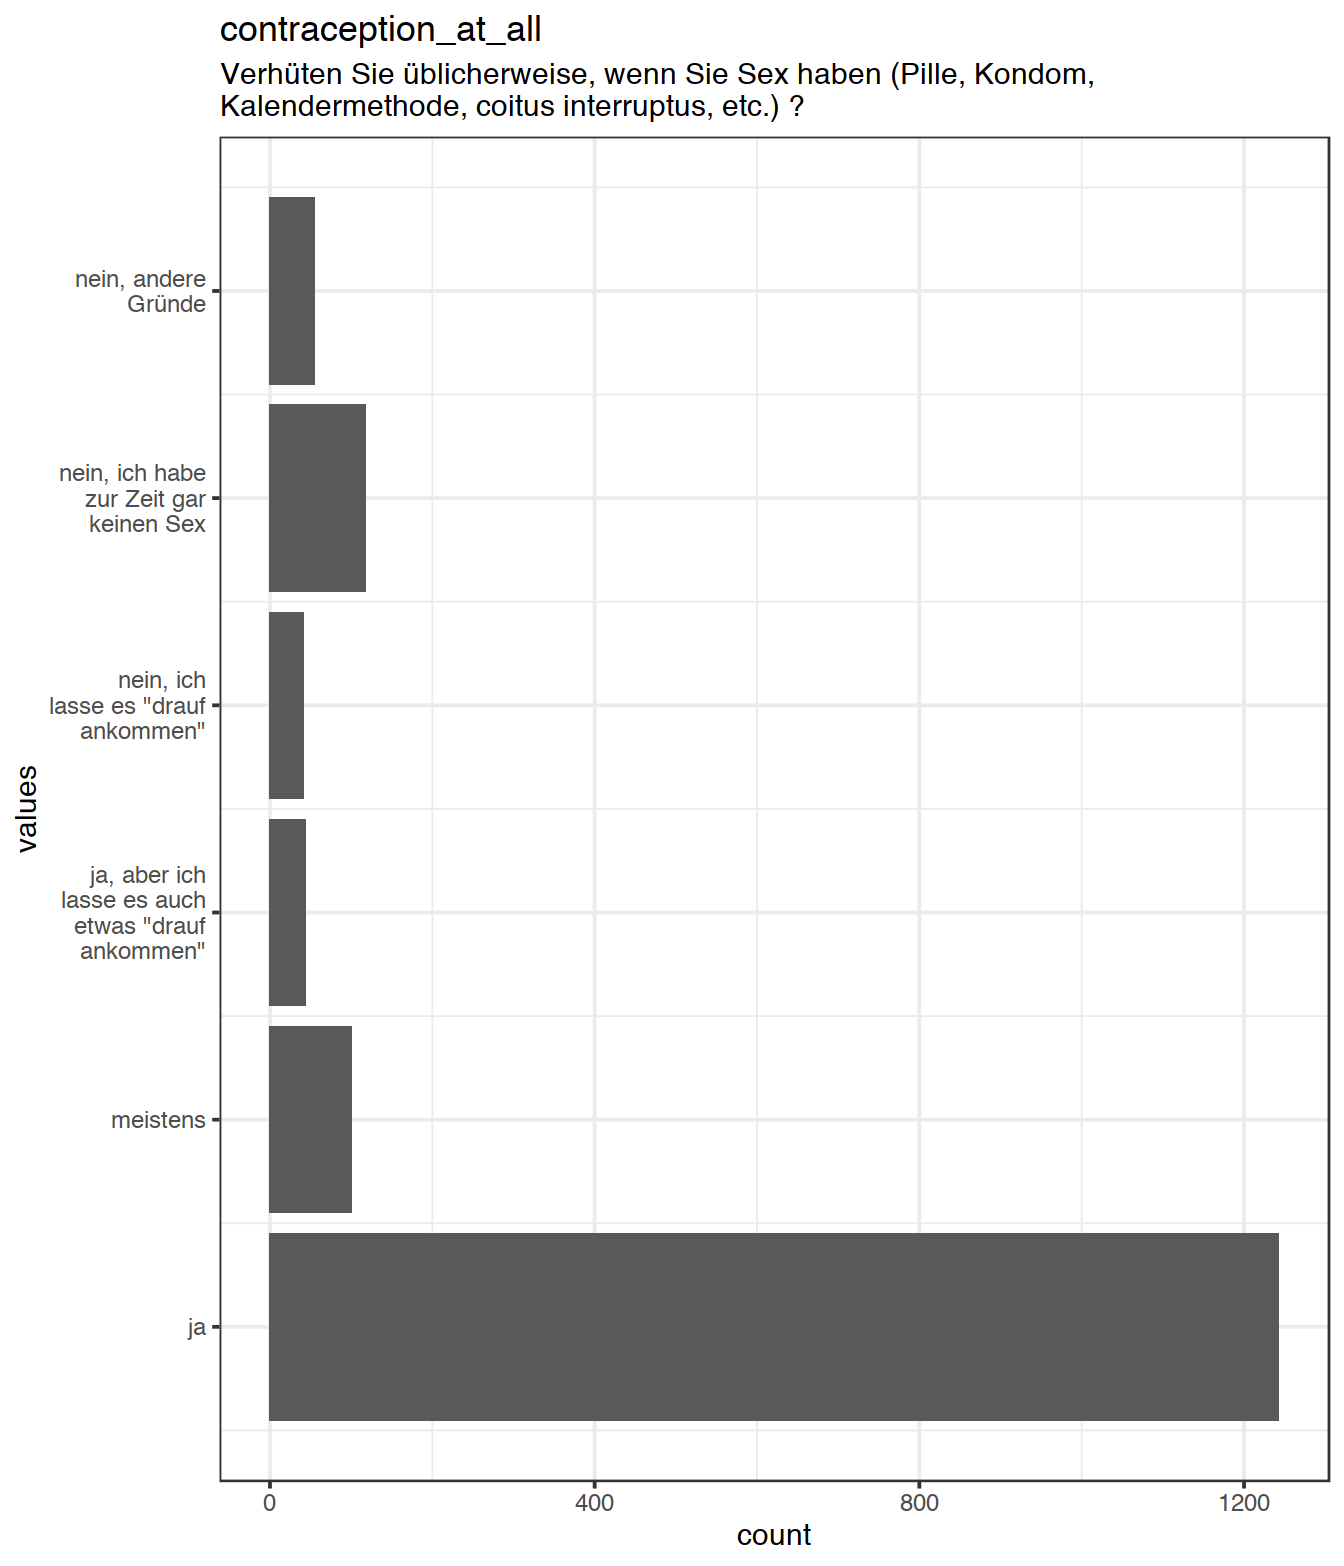 contraception_at_all
Verhüten Sie üblicherweise, wenn Sie Sex haben (Pille, Kondom,
Kalendermethode, coitus interruptus, etc.) ?
nein, andere
Gründe
nein, ich habe
zur Zeit gar
keinen Sex
nein, ich
lasse es "drauf
ankommen"
ja, aber ich
lasse es auch
etwas "drauf
ankommen"
meistens
ja
values
0 400 800 1200
count